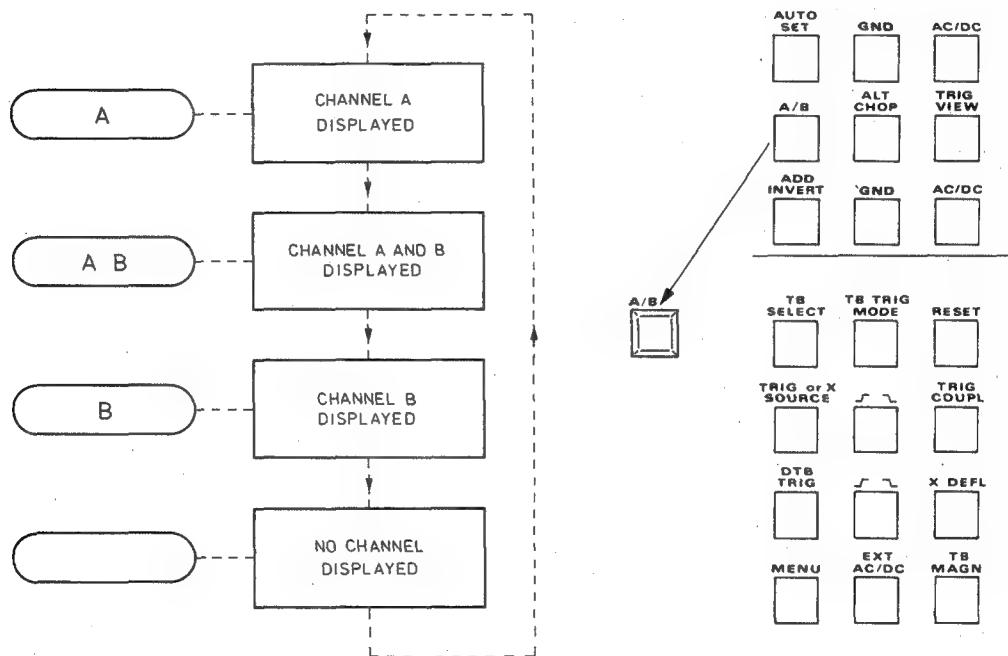 A
CHANNEL A
DISPLAYED
A B
CHANNEL A AND B
DISPLAYED
B
CHANNEL B
DISPLAYED
NO CHANNEL
DISPLAYED
A/B
AUTO
SET
GND
AC/DC
A/B
ALT
CHOP
TRIG
VIEW
ADD
INVERT
GND
AC/DC
TB
SELECT
TB TRIG
MODE
RESET
TRIG or X
SOURCE
TRIG
COUPL
DTB
TRIG
X DEFL
MENU
EXT
AC/DC
TB
MAGN